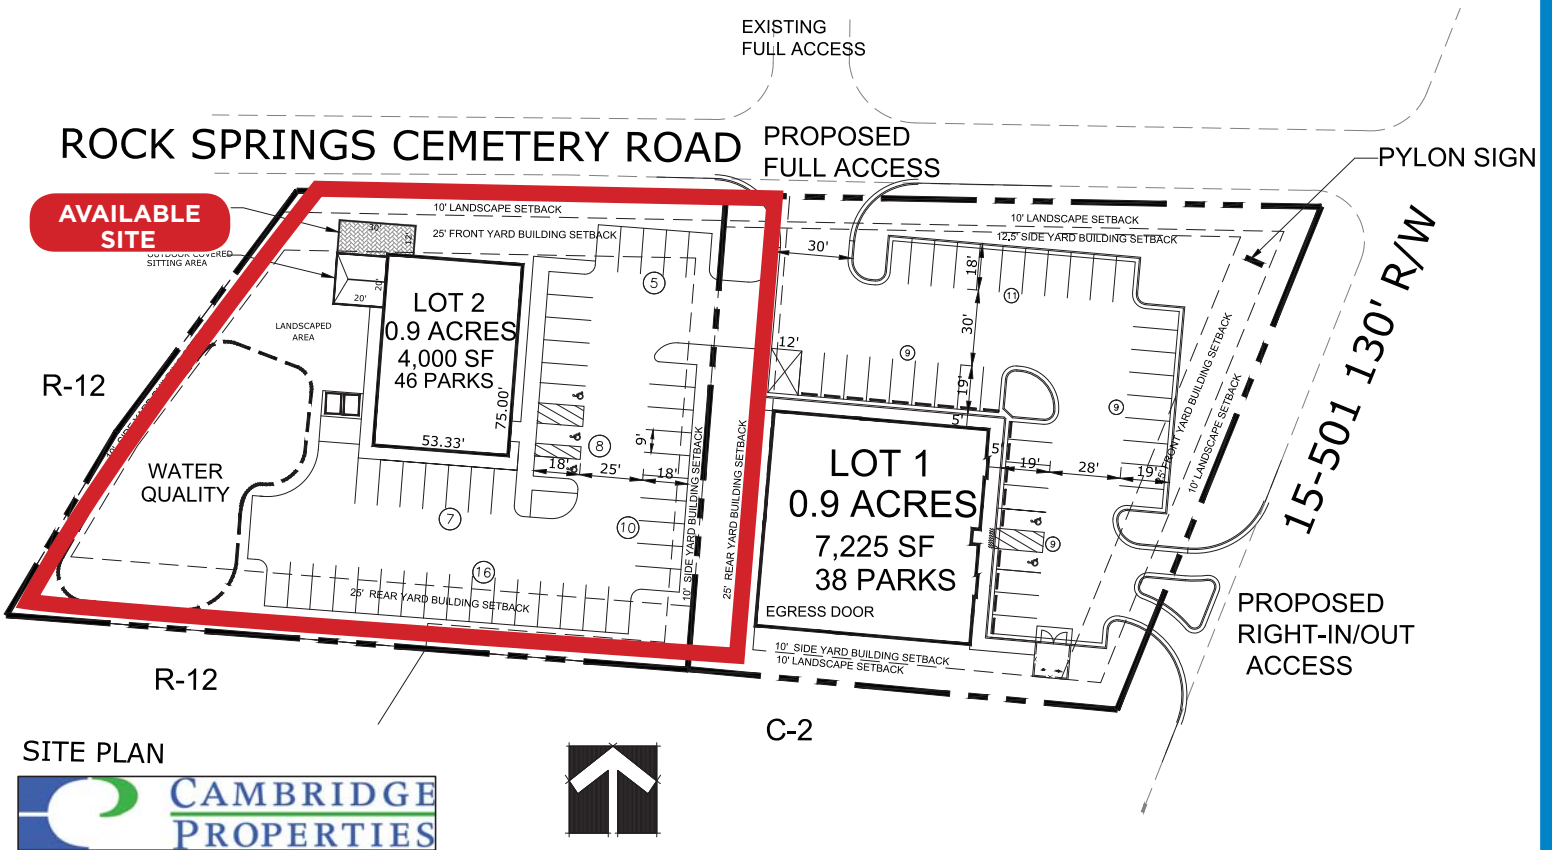 EXISTING
FULL ACCESS
ROCK SPRINGS CEMETERY ROAD
PROPOSED
FULL ACCESS
PYLON SIGN
AVAILABLE
SITE
10' LANDSCAPE SETBACK
25' FRONT YARD BUILDING SETBACK
10' LANDSCAPE SETBACK
12.5' SIDE YARD BUILDING SETBACK
30'
12'
OUTDOOR COVERED
SITTING AREA
20'
20'
LANDSCAPED
AREA
LOT 2
0.9 ACRES
4,000 SF
46 PARKS
75.00'
53.33'
5
30'
18'
11
30'
12'
9
19'
5'
9
R-12
WATER
QUALITY
8
9'
18'
25'
18'
7
10
16
10' SIDE YARD BUILDING SETBACK
25' REAR YARD BUILDING SETBACK
25' REAR YARD BUILDING SETBACK
LOT 1
0.9 ACRES
7,225 SF
38 PARKS
EGRESS DOOR
5'
19'
28'
19'
9
25' FRONT YARD BUILDING SETBACK
10' LANDSCAPE SETBACK
15-501 130' R/W
PROPOSED
RIGHT-IN/OUT
ACCESS
10' SIDE YARD BUILDING SETBACK
10' LANDSCAPE SETBACK
R-12
C-2
SITE PLAN
CAMBRIDGE
PROPERTIES